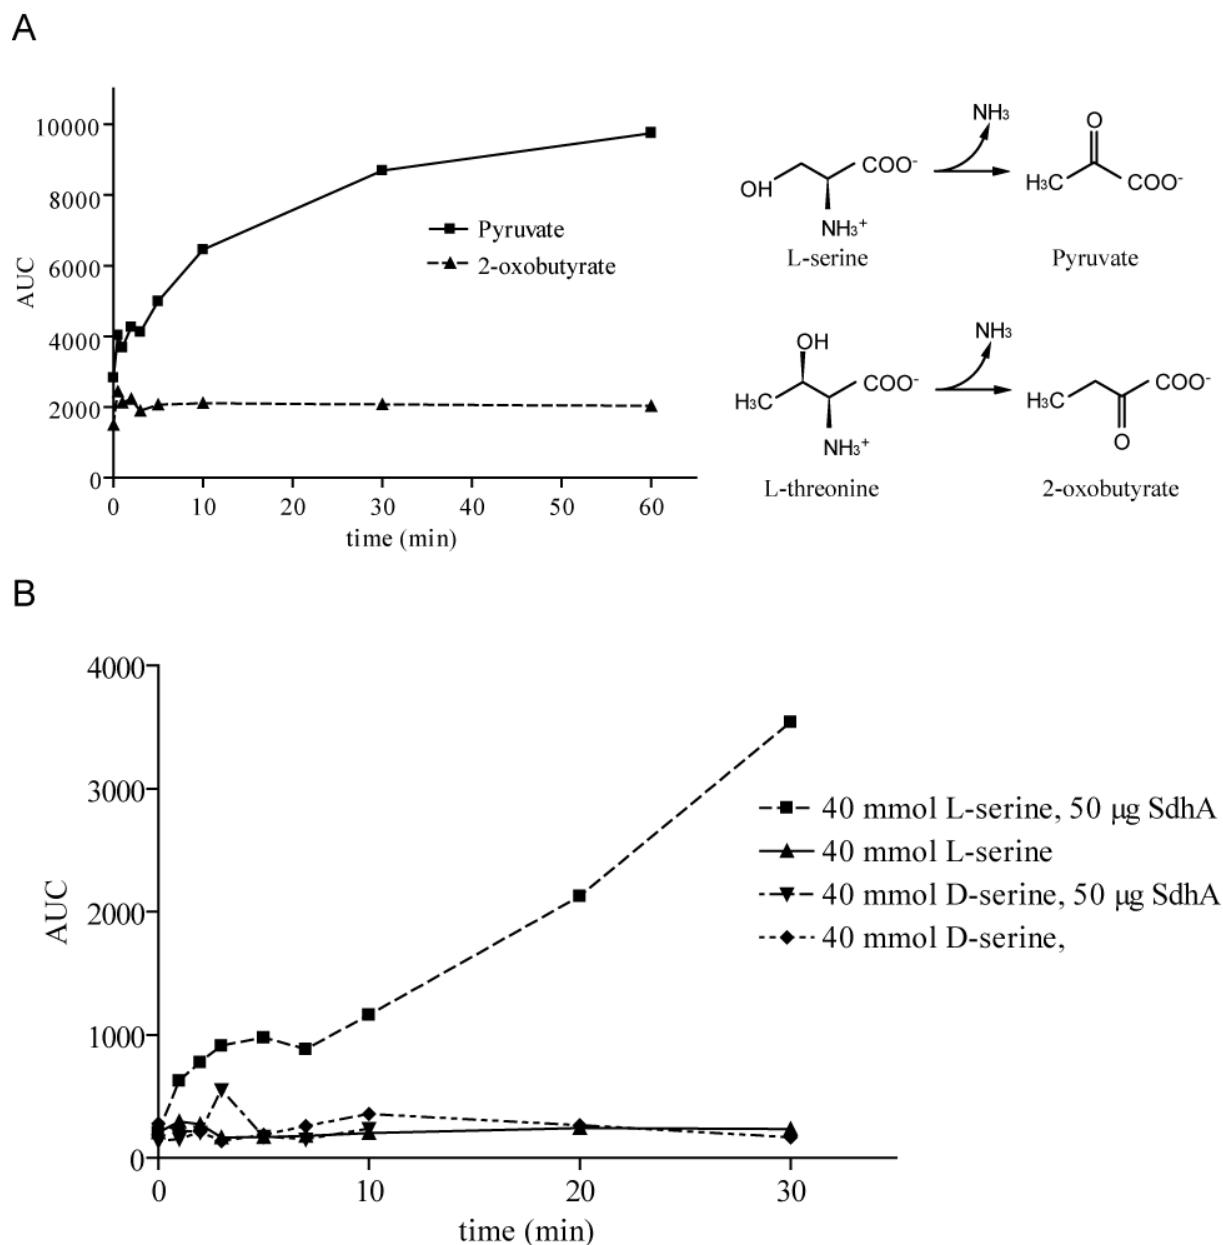 A
10000
8000
6000
4000
2000
0
AUC
Pyruvate
2-oxobutyrate
0 10 20 30 40 50 60
time (min)
NH₃
OH
COO⁻
NH₃⁺
L-serine
O
H₃C
COO⁻
Pyruvate
NH₃
OH
H₃C
COO⁻
NH₃⁺
L-threonine
H₃C
COO⁻
O
2-oxobutyrate
B
4000
3000
2000
1000
0
AUC
40 mmol L-serine, 50 µg SdhA
40 mmol L-serine
40 mmol D-serine, 50 µg SdhA
40 mmol D-serine,
0 10 20 30
time (min)